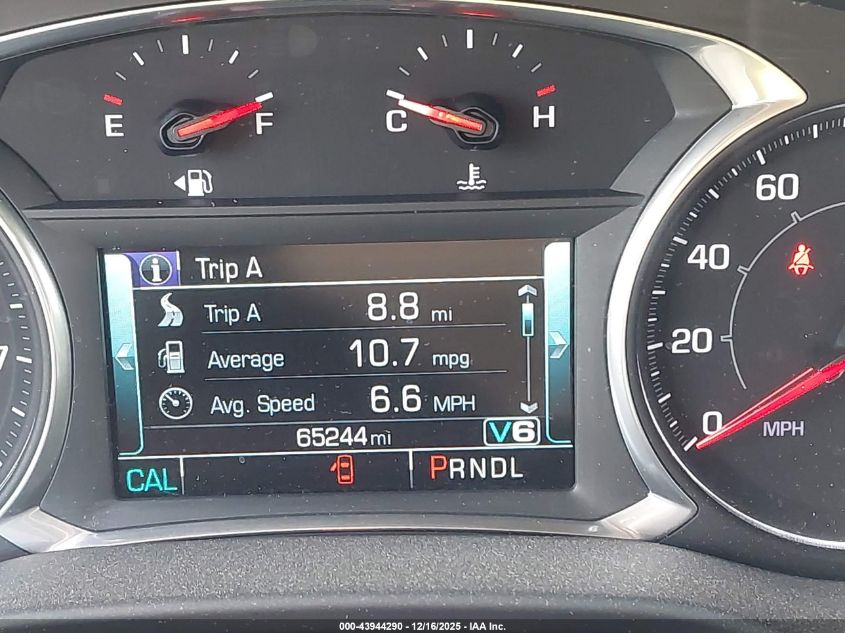 E F C H
60
40
20
0
MPH
7
Trip A
Trip A 8.8 mi
Average 10.7 mpg
Avg. Speed 6.6 MPH
65244 mi V6
CAL PRNDL
000-43944290 - 12/16/2025 - IAA Inc.